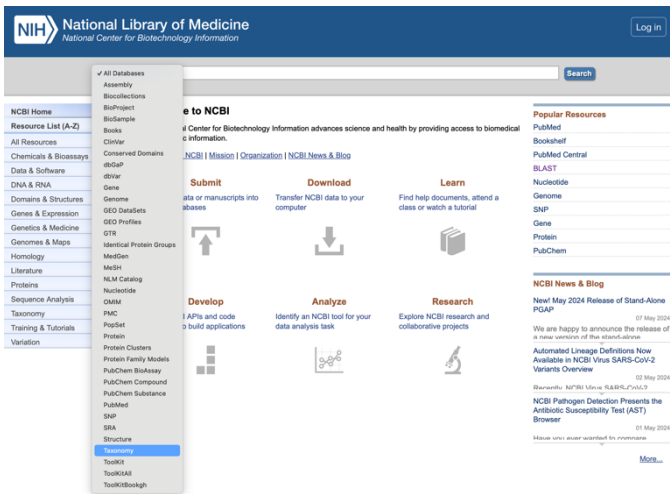 NIH National Library of Medicine
National Center for Biotechnology Information
Log in
✓ All Databases
Assembly
Biocollections
BioProject
BioSample
Books
ClinVar
Conserved Domains
dbGaP
dbVar
Gene
Genome
GEO DataSets
GEO Profiles
GTR
Identical Protein Groups
MedGen
MeSH
NLM Catalog
Nucleotide
OMIM
PMC
PopSet
Protein
Protein Clusters
Protein Family Models
PubChem BioAssay
PubChem Compound
PubChem Substance
PubMed
SNP
SRA
Structure
Taxonomy
ToolKit
ToolKitAll
ToolKitBookgh
Search
NCBI Home
Resource List (A-Z)
All Resources
Chemicals & Bioassays
Data & Software
DNA & RNA
Domains & Structures
Genes & Expression
Genetics & Medicine
Genomes & Maps
Homology
Literature
Proteins
Sequence Analysis
Taxonomy
Training & Tutorials
Variation
e to NCBI
l Center for Biotechnology Information advances science and health by providing access to biomedical
c information.
NCBI | Mission | Organization | NCBI News & Blog
Submit
ata or manuscripts into
abases
Download
Transfer NCBI data to your
computer
Learn
Find help documents, attend a
class or watch a tutorial
Develop
I APIs and code
o build applications
Analyze
Identify an NCBI tool for your
data analysis task
Research
Explore NCBI research and
collaborative projects
Popular Resources
PubMed
Bookshelf
PubMed Central
BLAST
Nucleotide
Genome
SNP
Gene
Protein
PubChem
NCBI News & Blog
New! May 2024 Release of Stand-Alone
PGAP
07 May 2024
We are happy to announce the release of
a new version of the stand-alone
Automated Lineage Definitions Now
Available in NCBI Virus SARS-CoV-2
Variants Overview
02 May 2024
Recently, NCBI Virus SARS-CoV-2
NCBI Pathogen Detection Presents the
Antibiotic Susceptibility Test (AST)
Browser
01 May 2024
Have you ever wanted to compare
More...